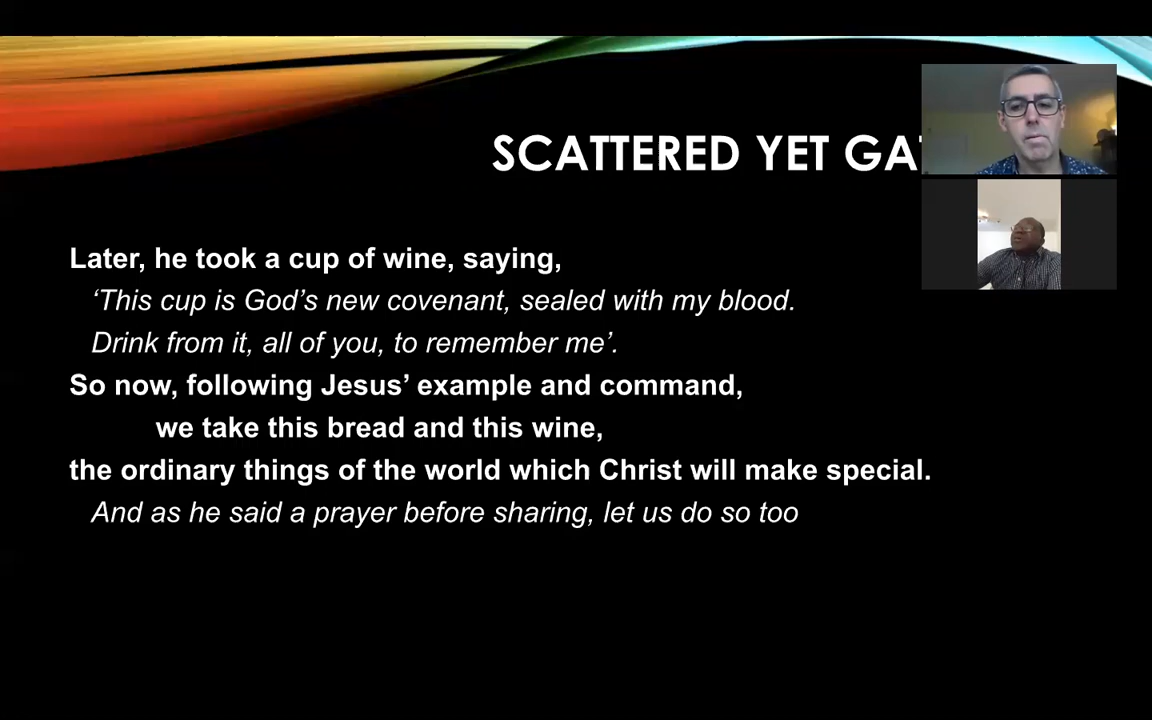 SCATTERED YET GA
Later, he took a cup of wine, saying,
‘This cup is God’s new covenant, sealed with my blood.
Drink from it, all of you, to remember me’.
So now, following Jesus’ example and command,
we take this bread and this wine,
the ordinary things of the world which Christ will make special.
And as he said a prayer before sharing, let us do so too